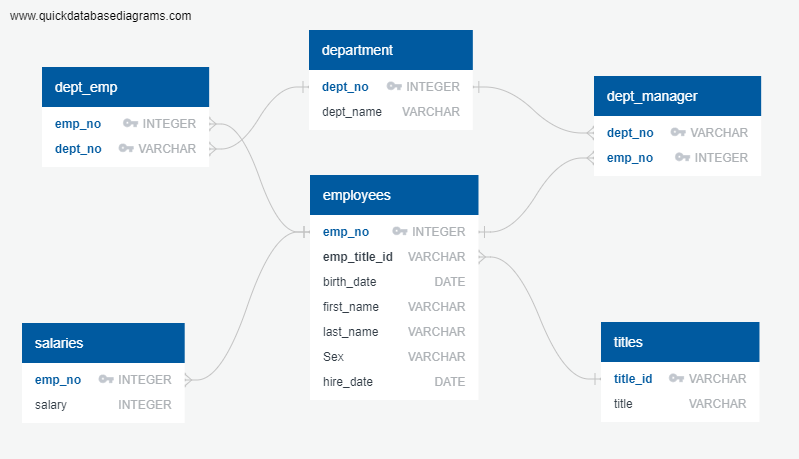 www.quickdatabasediagrams.com
department
dept_no INTEGER
dept_name VARCHAR
dept_emp
emp_no INTEGER
dept_no VARCHAR
dept_manager
dept_no VARCHAR
emp_no INTEGER
employees
emp_no INTEGER
emp_title_id VARCHAR
birth_date DATE
first_name VARCHAR
last_name VARCHAR
Sex VARCHAR
hire_date DATE
salaries
emp_no INTEGER
salary INTEGER
titles
title_id VARCHAR
title VARCHAR